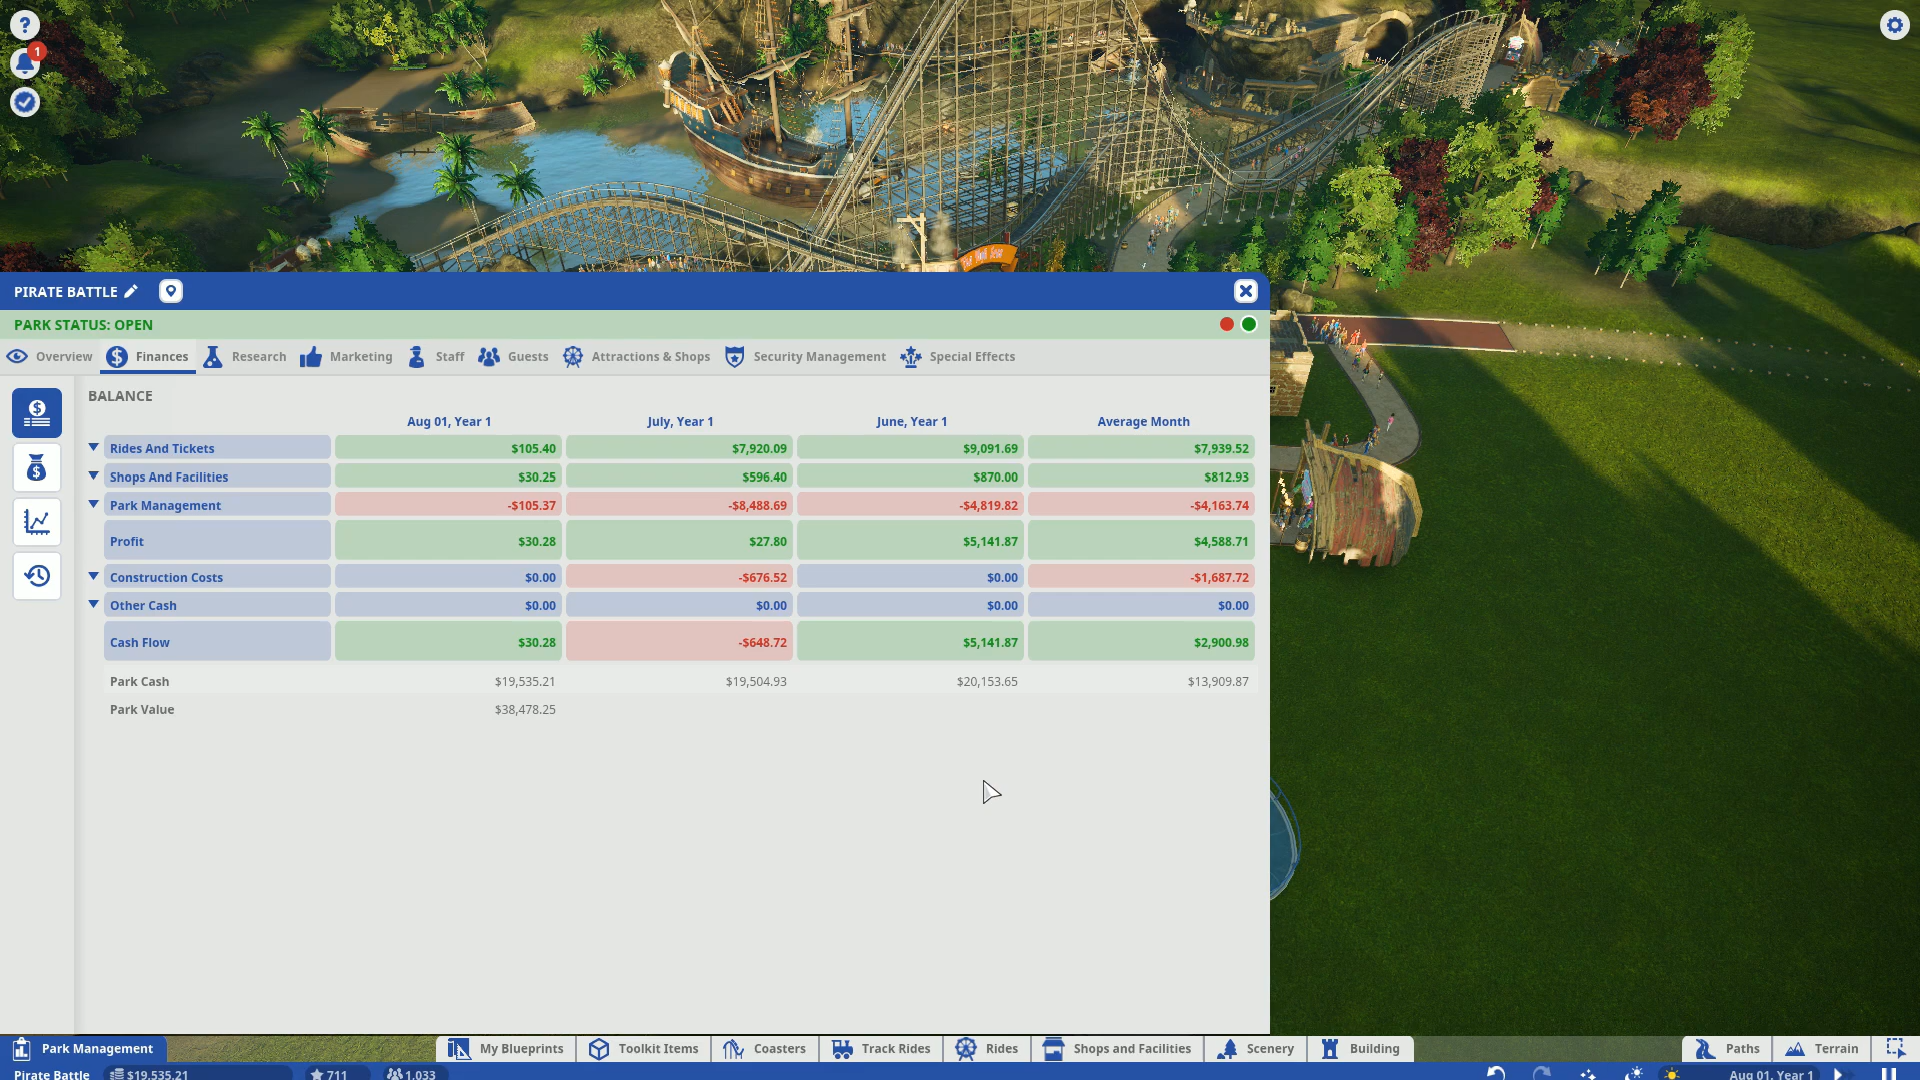 1
PIRATE BATTLE
PARK STATUS: OPEN
Overview Finances Research Marketing Staff Guests Attractions & Shops Security Management Special Effects
BALANCE
Aug 01, Year 1 July, Year 1 June, Year 1 Average Month
Rides And Tickets $105.40 $7,920.09 $9,091.69 $7,939.52
Shops And Facilities $30.25 $596.40 $870.00 $812.93
Park Management -$105.37 -$8,488.69 -$4,819.82 -$4,163.74
Profit $30.28 $27.80 $5,141.87 $4,588.71
Construction Costs $0.00 -$676.52 $0.00 -$1,687.72
Other Cash $0.00 $0.00 $0.00 $0.00
Cash Flow $30.28 -$648.72 $5,141.87 $2,900.98
Park Cash $19,535.21 $19,504.93 $20,153.65 $13,909.87
Park Value $38,478.25
Park Management My Blueprints Toolkit Items Coasters Track Rides Rides Shops and Facilities Scenery Building Paths Terrain
Pirate Battle $19,535.21 711 1,033 Aug 01, Year 1